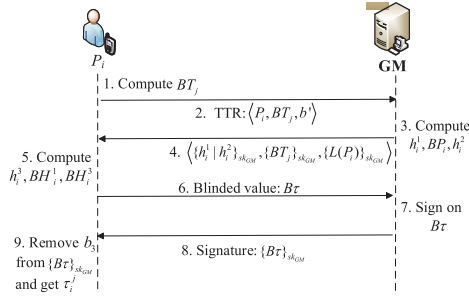 P_i
GM
1. Compute BT_j
2. TTR: ⟨P_i, BT_j, b'⟩
3. Compute
h_i^1, BP_i, h_i^2
4. ⟨{h_i^1 | h_i^2}_{sk_GM}, {BT_j}_{sk_GM}, {L(P_i)}_{sk_GM}⟩
5. Compute
h_i^3, BH_i^1, BH_i^3
6. Blinded value: Bτ
7. Sign on
Bτ
8. Signature: {Bτ}_{sk_GM}
9. Remove b_3
from {Bτ}_{sk_GM}
and get τ_i^j